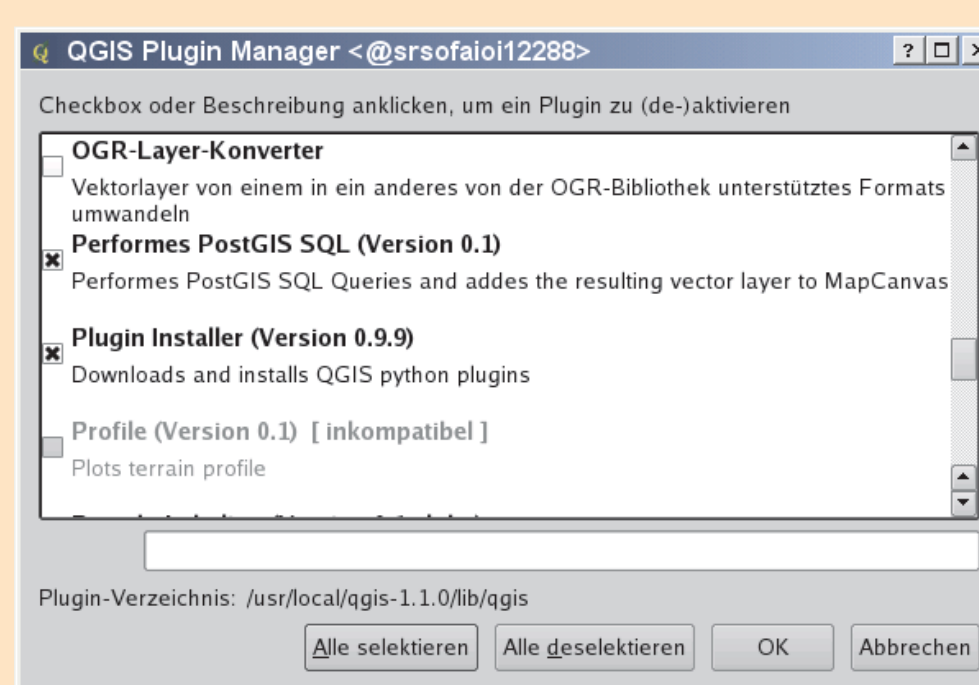 QGIS Plugin Manager <@srsofaioi12288>
Checkbox oder Beschreibung anklicken, um ein Plugin zu (de-)aktivieren
OGR-Layer-Konverter
Vektorlayer von einem in ein anderes von der OGR-Bibliothek unterstütztes Formats
umwandeln
Performes PostGIS SQL (Version 0.1)
Performes PostGIS SQL Queries and addes the resulting vector layer to MapCanvas
Plugin Installer (Version 0.9.9)
Downloads and installs QGIS python plugins
Profile (Version 0.1) [ inkompatibel ]
Plots terrain profile
Plugin-Verzeichnis: /usr/local/qgis-1.1.0/lib/qgis
Alle selektieren
Alle deselektieren
OK
Abbrechen